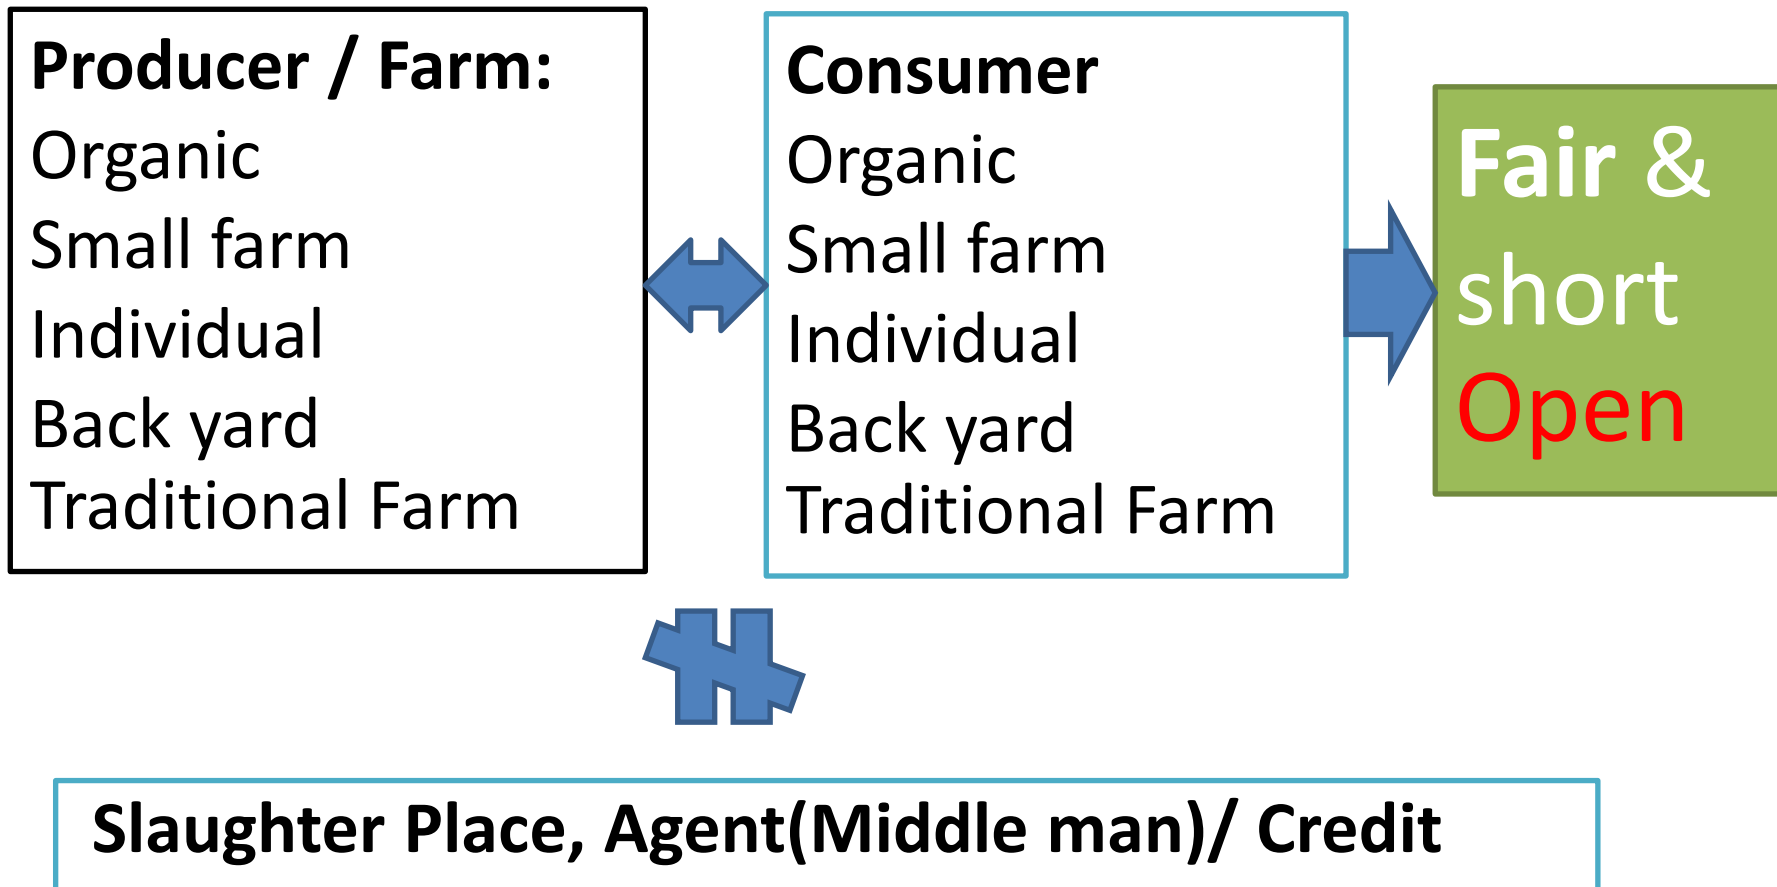 Producer / Farm:
Organic
Small farm
Individual
Back yard
Traditional Farm
Consumer
Organic
Small farm
Individual
Back yard
Traditional Farm
Fair &
short
Open
Slaughter Place, Agent(Middle man)/ Credit